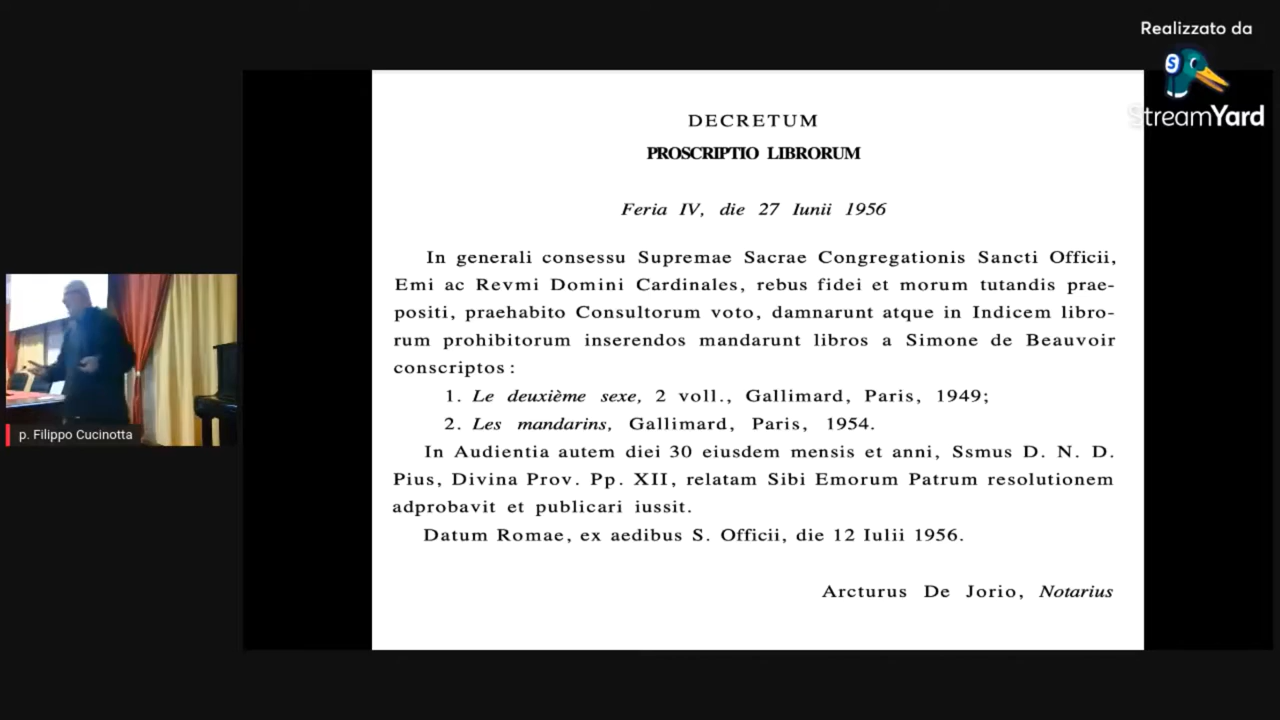 Realizzato da
StreamYard
DECRETUM
PROSCRIPTIO LIBRORUM
Feria IV, die 27 Iunii 1956
In generali consessu Supremae Sacrae Congregationis Sancti Officii,
Emi ac Revmi Domini Cardinales, rebus fidei et morum tutandis prae-
positi, praehabito Consultorum voto, damnarunt atque in Indicem libro-
rum prohibitorum inserendos mandarunt libros a Simone de Beauvoir
conscriptos:
1. Le deuxième sexe, 2 voll., Gallimard, Paris, 1949;
2. Les mandarins, Gallimard, Paris, 1954.
In Audientia autem diei 30 eiusdem mensis et anni, Ssmus D. N. D.
Pius, Divina Prov. Pp. XII, relatam Sibi Emorum Patrum resolutionem
adprobavit et publicari iussit.
Datum Romae, ex aedibus S. Officii, die 12 Iulii 1956.
Arcturus De Jorio, Notarius
p. Filippo Cucinotta